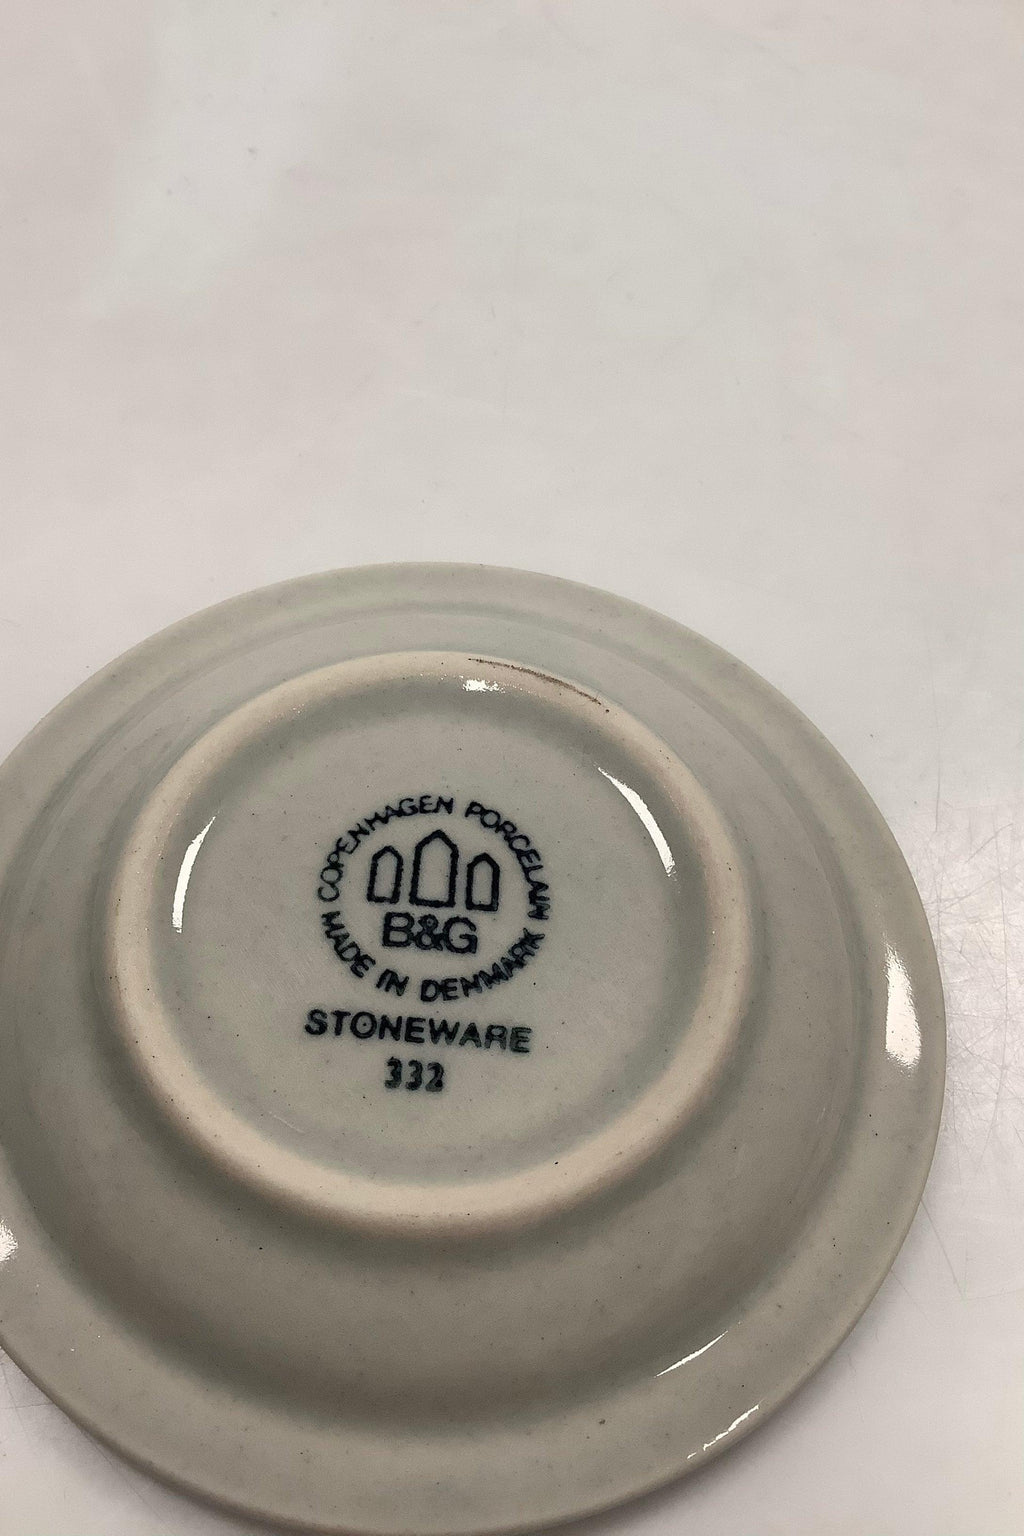 COPENHAGEN PORCELAIN
B&G
MADE IN DENMARK
STONEWARE
332